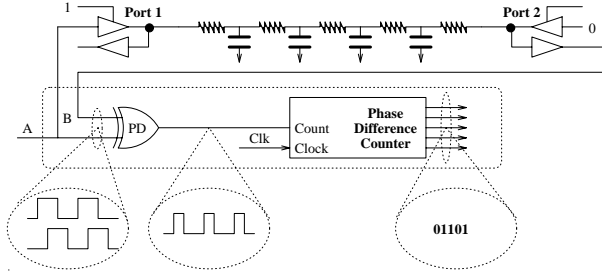 1
Port 1
Port 2
0
B
A
PD
Clk
Count
Clock
Phase
Difference
Counter
01101